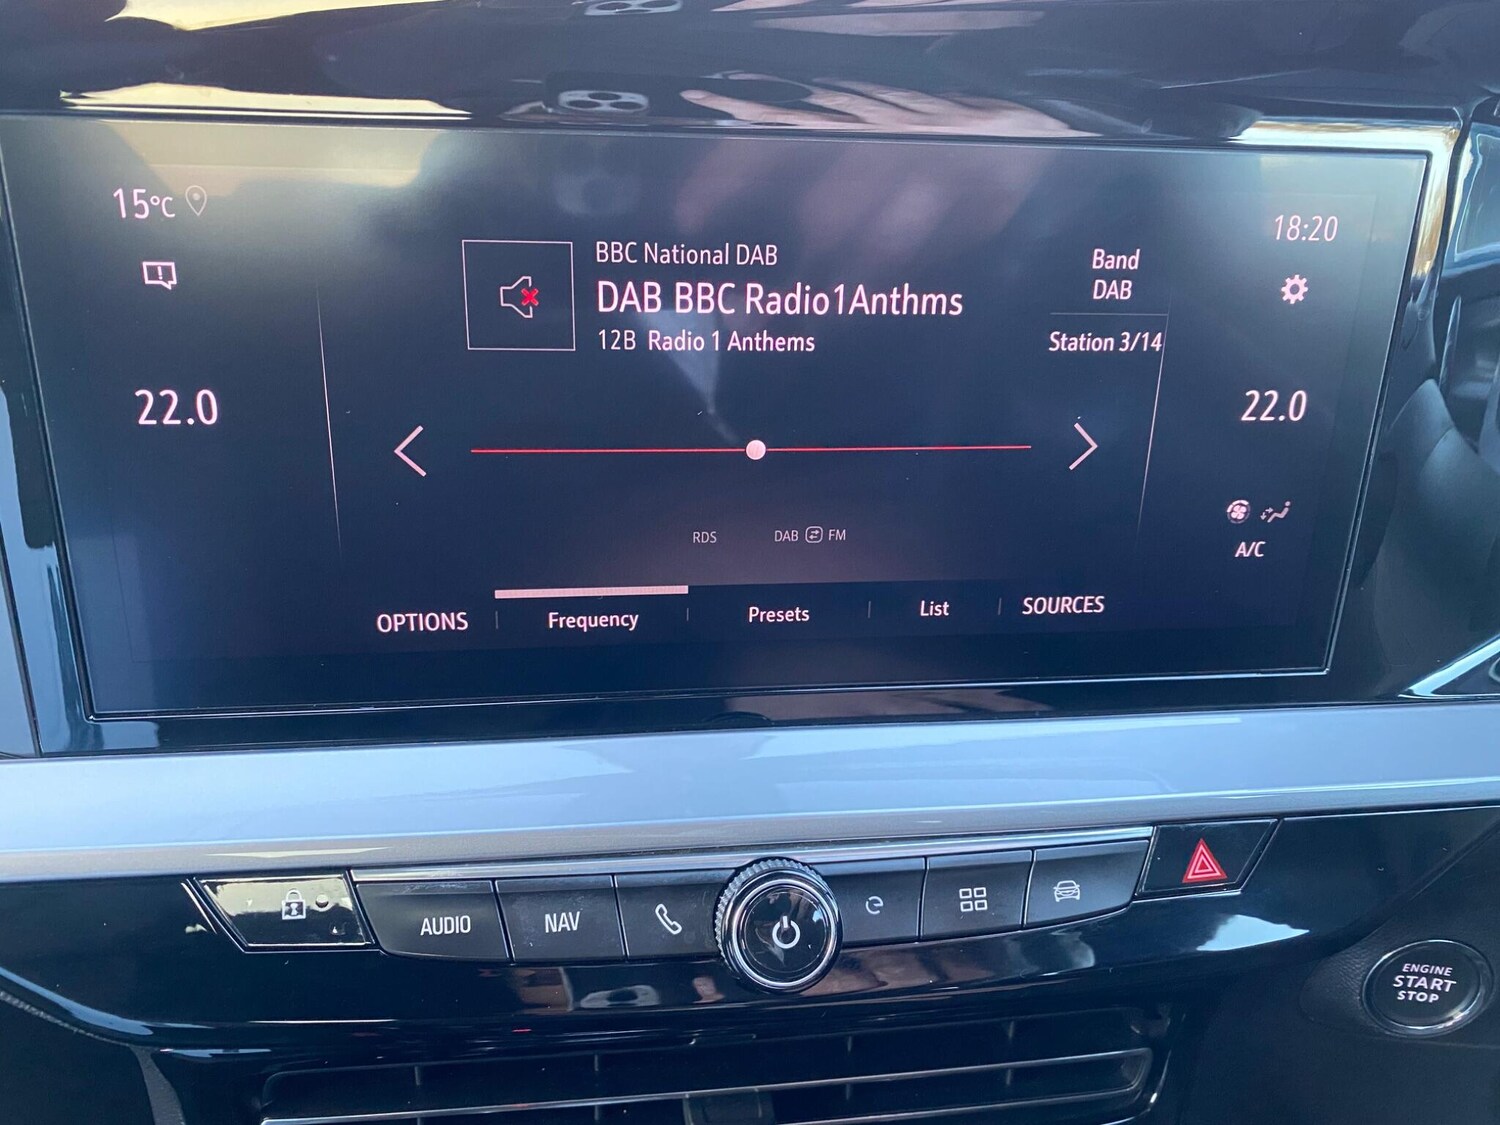 15°C
18:20
BBC National DAB
DAB BBC Radio1Anthms
12B Radio 1 Anthems
Band
DAB
Station 3/14
22.0
22.0
RDS
DAB FM
A/C
OPTIONS
Frequency
Presets
List
SOURCES
AUDIO
NAV
ENGINE
START
STOP